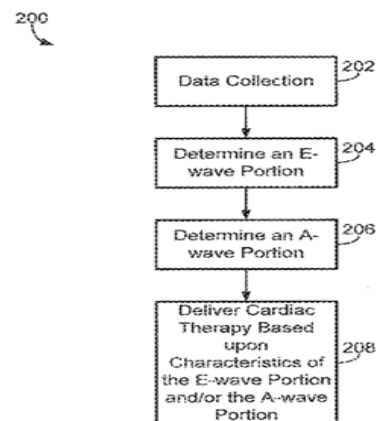 200
202
Data Collection
204
Determine an E-
wave Portion
206
Determine an A-
wave Portion
Deliver Cardiac
Therapy Based
upon
Characteristics of
the E-wave Portion
and/or the A-wave
Portion
208